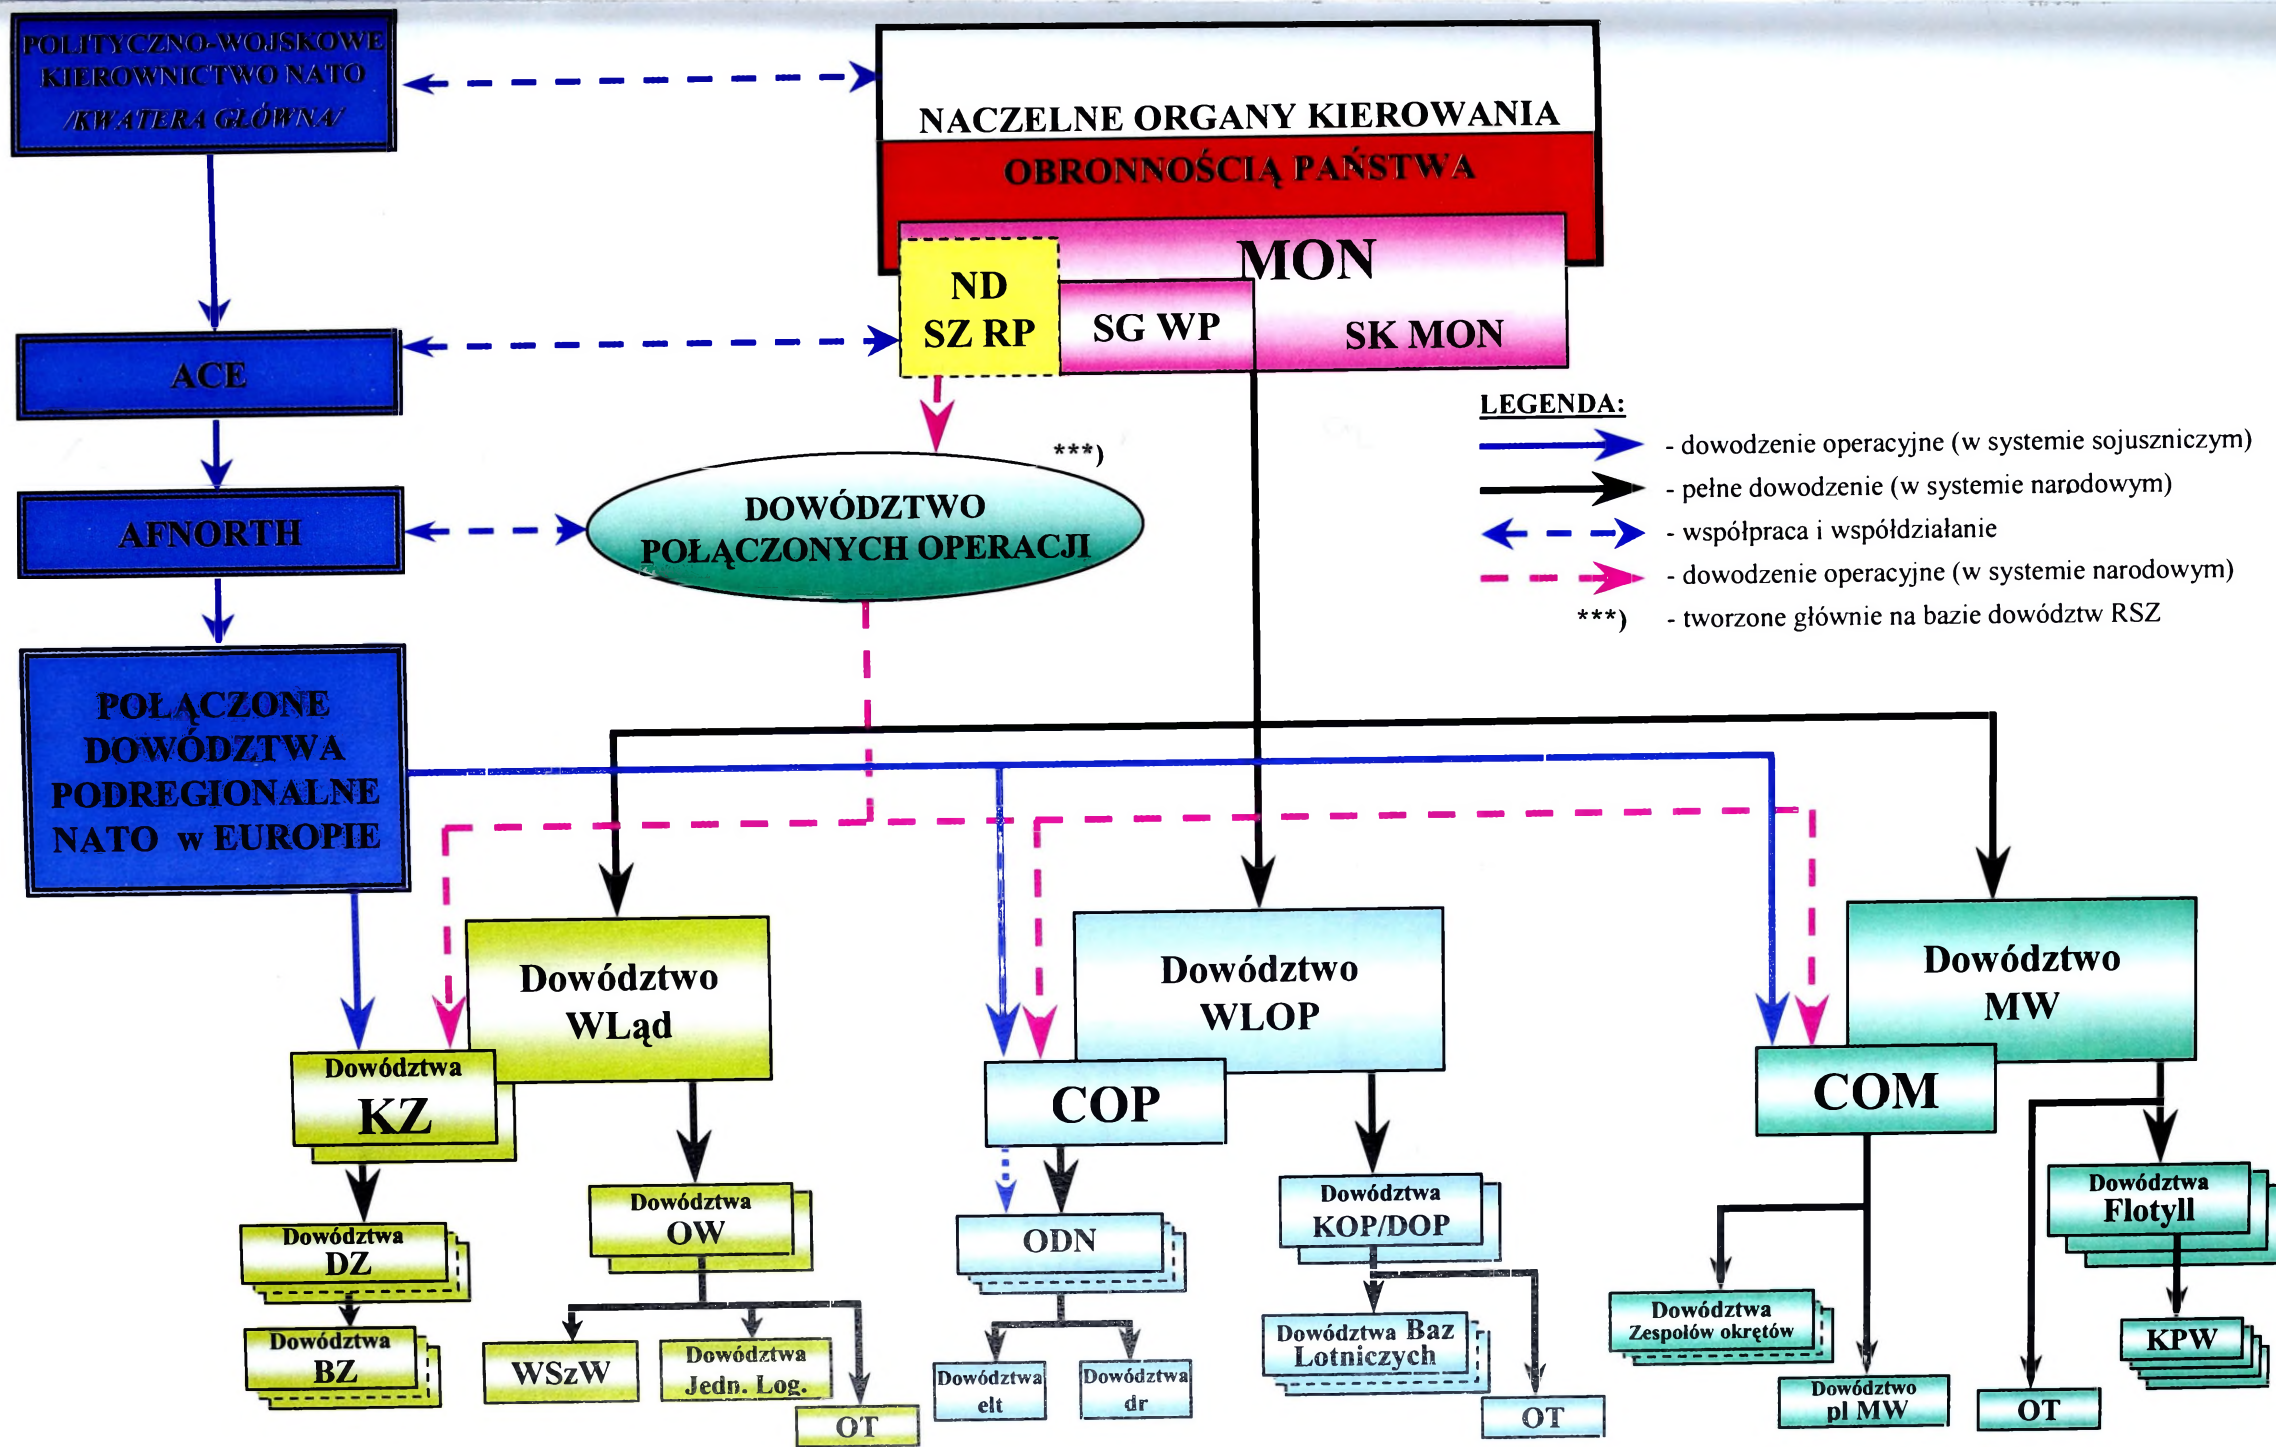 POLITYCZNO-WOJSKOWE
KIEROWNICTWO NATO
/KWATERA GŁÓWNA/
NACZELNE ORGANY KIEROWANIA
OBRONNOŚCIĄ PAŃSTWA
MON
ND
SZ RP
SG WP
SK MON
ACE
AFNORTH
***)
DOWÓDZTWO
POŁĄCZONYCH OPERACJI
LEGENDA:
- dowodzenie operacyjne (w systemie sojuszniczym)
- pełne dowodzenie (w systemie narodowym)
- współpraca i współdziałanie
- dowodzenie operacyjne (w systemie narodowym)
***) - tworzone głównie na bazie dowództw RSZ
POŁĄCZONE
DOWÓDZTWA
PODREGIONALNE
NATO w EUROPIE
Dowództwo
WLąd
Dowództwo
WLOP
Dowództwo
MW
Dowództwa
KZ
COP
COM
Dowództwa
DZ
Dowództwa
BZ
Dowództwa
OW
WSzW
Dowództwa
Jedn. Log.
OT
ODN
Dowództwa
elt
Dowództwa
dr
Dowództwa
KOP/DOP
Dowództwa Baz
Lotniczych
OT
Dowództwa
Zespołów okrętów
Dowództwo
pl MW
OT
Dowództwa
Flotyll
KPW